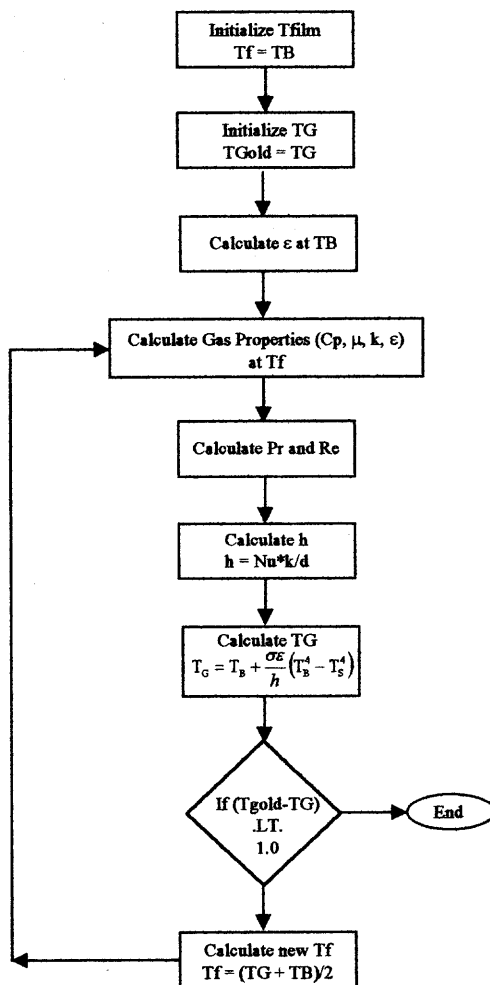 Initialize Tfilm
Tf = TB
Initialize TG
TGold = TG
Calculate ε at TB
Calculate Gas Properties (Cp, μ, k, ε)
at Tf
Calculate Pr and Re
Calculate h
h = Nu*k/d
Calculate TG
T_G = T_B + \frac{σε}{h} (T_B^4 − T_S^4)
If (Tgold-TG)
.LT.
1.0
End
Calculate new Tf
Tf = (TG + TB)/2